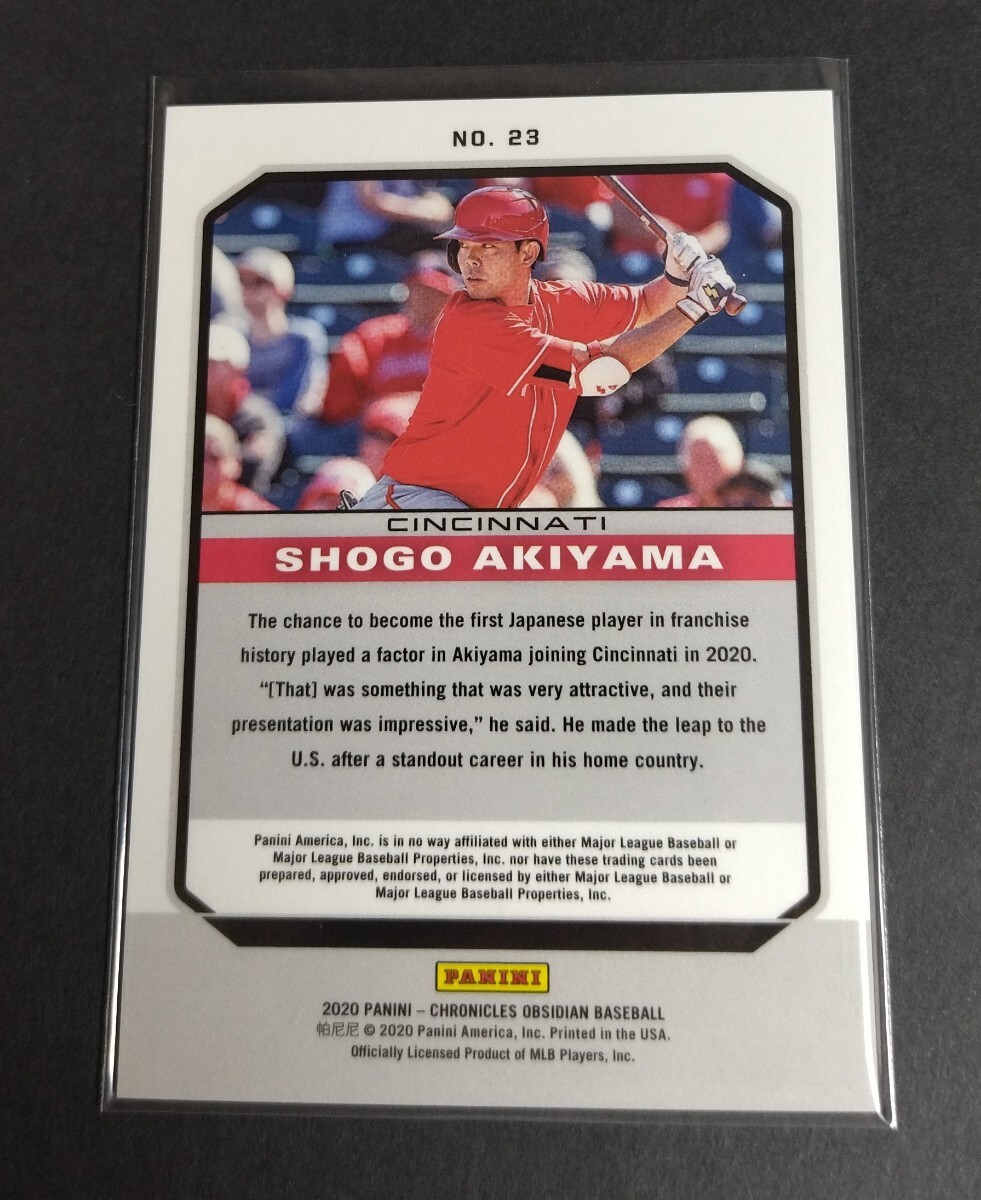 NO. 23
CINCINNATI
SHOGO AKIYAMA
The chance to become the first Japanese player in franchise
history played a factor in Akiyama joining Cincinnati in 2020.
“[That] was something that was very attractive, and their
presentation was impressive,” he said. He made the leap to the
U.S. after a standout career in his home country.
Panini America, Inc. is in no way affiliated with either Major League Baseball or
Major League Baseball Properties, Inc. nor have these trading cards been
prepared, approved, endorsed, or licensed by either Major League Baseball or
Major League Baseball Properties, Inc.
PANINI
2020 PANINI – CHRONICLES OBSIDIAN BASEBALL
帕尼尼 © 2020 Panini America, Inc. Printed in the USA.
Officially Licensed Product of MLB Players, Inc.